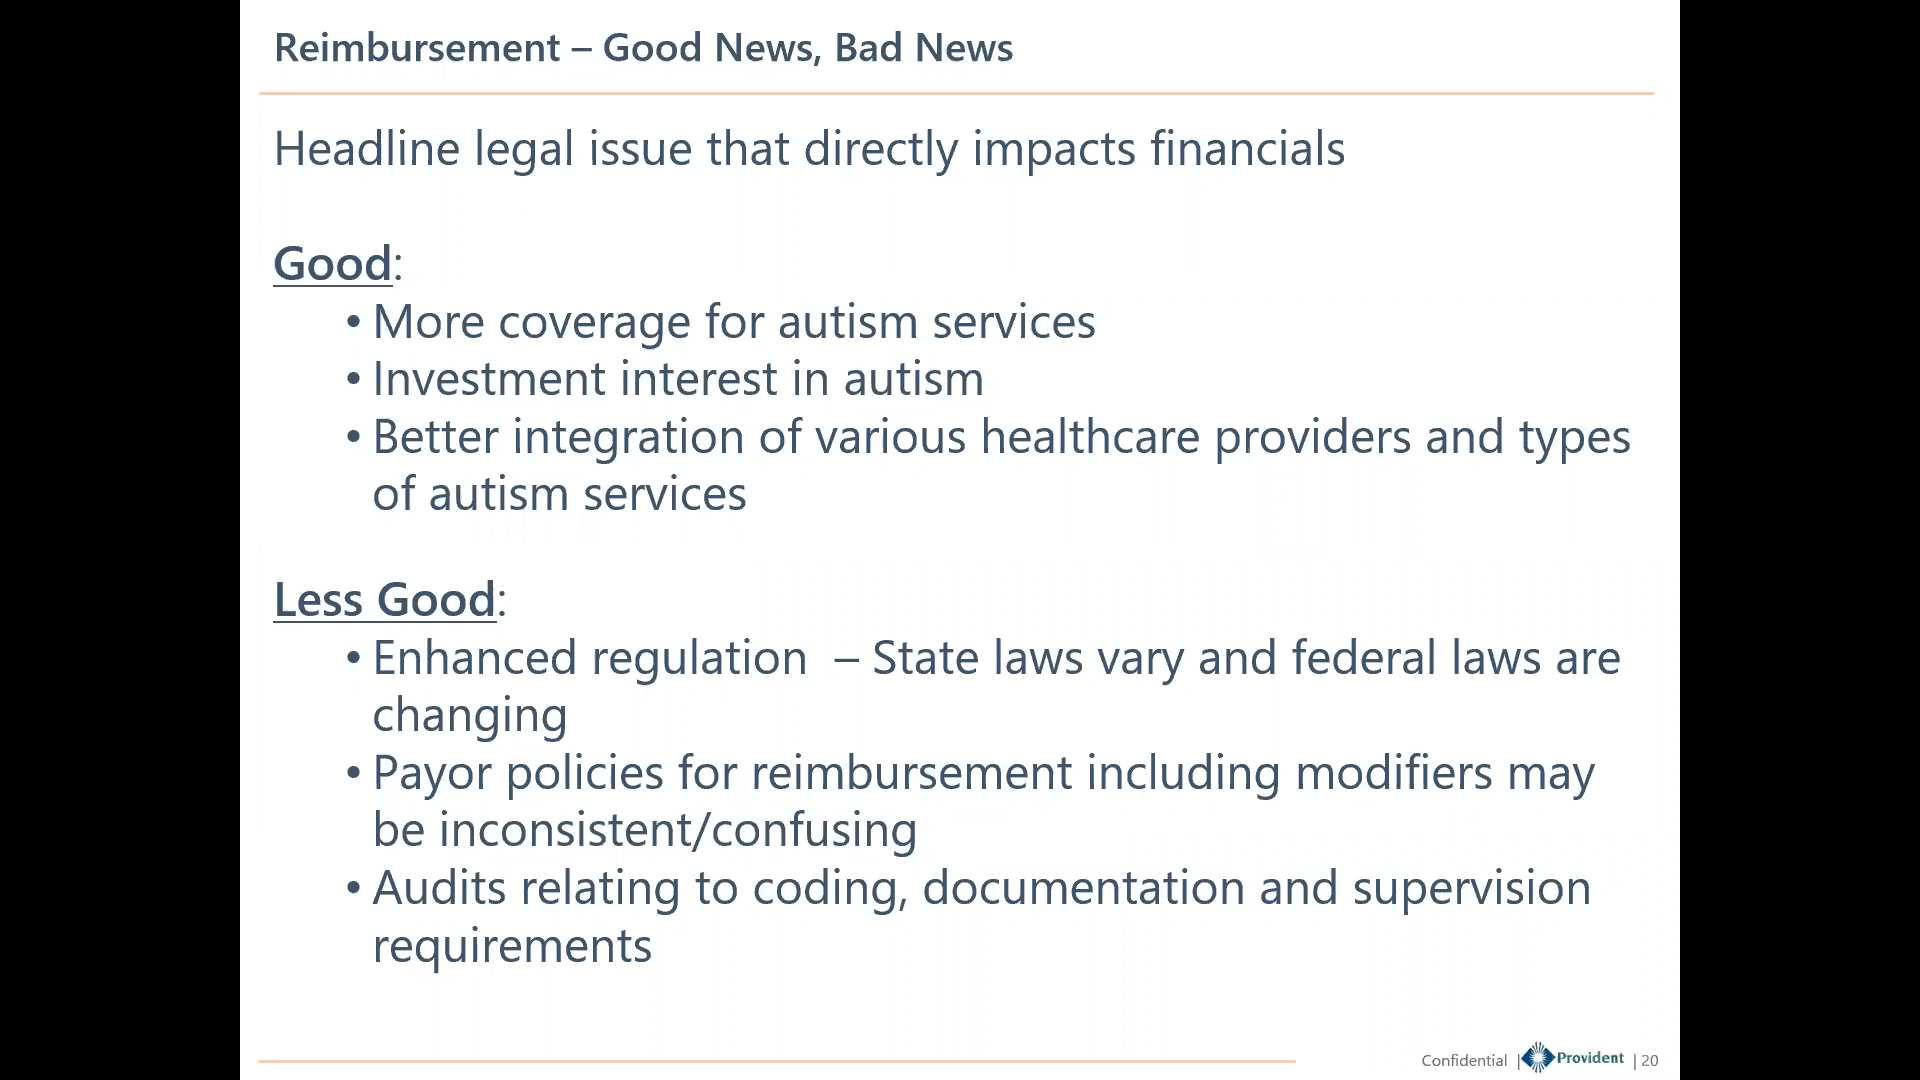 Reimbursement – Good News, Bad News
Headline legal issue that directly impacts financials
Good:
• More coverage for autism services
• Investment interest in autism
• Better integration of various healthcare providers and types
of autism services
Less Good:
• Enhanced regulation  – State laws vary and federal laws are
changing
• Payor policies for reimbursement including modifiers may
be inconsistent/confusing
• Audits relating to coding, documentation and supervision
requirements
Confidential | Provident | 20